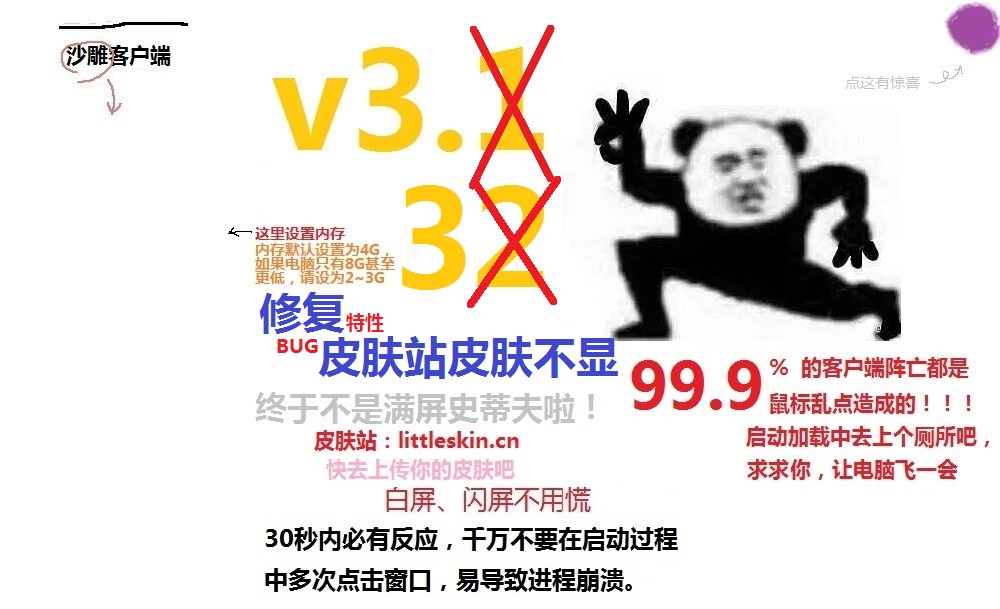 沙雕客户端
v3.1
32
点这有惊喜
这里设置内存
内存默认设置为4G，
如果电脑只有8G甚至
更低，请设为2~3G
修复特性
BUG皮肤站皮肤不显
终于不是满屏史蒂夫啦！
皮肤站：littleskin.cn
快去上传你的皮肤吧
99.9% 的客户端阵亡都是
鼠标乱点造成的！！！
启动加载中去上个厕所吧，
求求你，让电脑飞一会
白屏、闪屏不用慌
30秒内必有反应，千万不要在启动过程
中多次点击窗口，易导致进程崩溃。